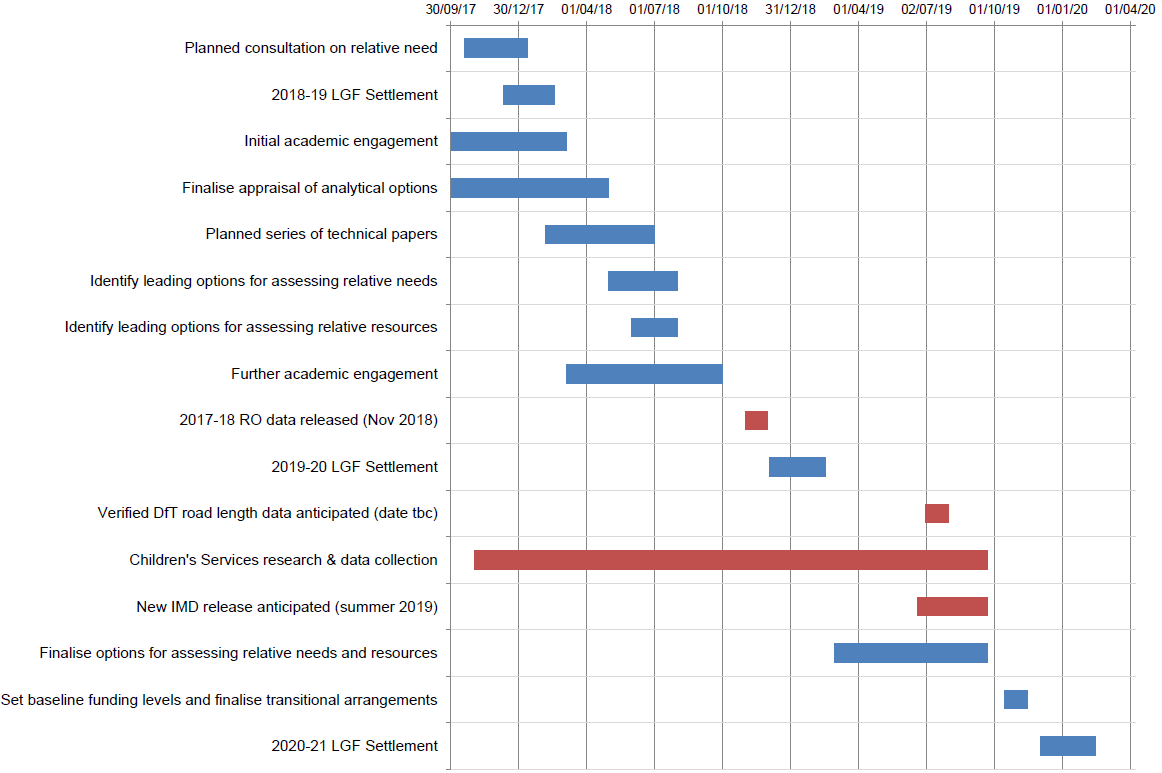 30/09/17 30/12/17 01/04/18 01/07/18 01/10/18 31/12/18 01/04/19 02/07/19 01/10/19 01/01/20 01/04/20
Planned consultation on relative need
2018-19 LGF Settlement
Initial academic engagement
Finalise appraisal of analytical options
Planned series of technical papers
Identify leading options for assessing relative needs
Identify leading options for assessing relative resources
Further academic engagement
2017-18 RO data released (Nov 2018)
2019-20 LGF Settlement
Verified DfT road length data anticipated (date tbc)
Children's Services research & data collection
New IMD release anticipated (summer 2019)
Finalise options for assessing relative needs and resources
Set baseline funding levels and finalise transitional arrangements
2020-21 LGF Settlement